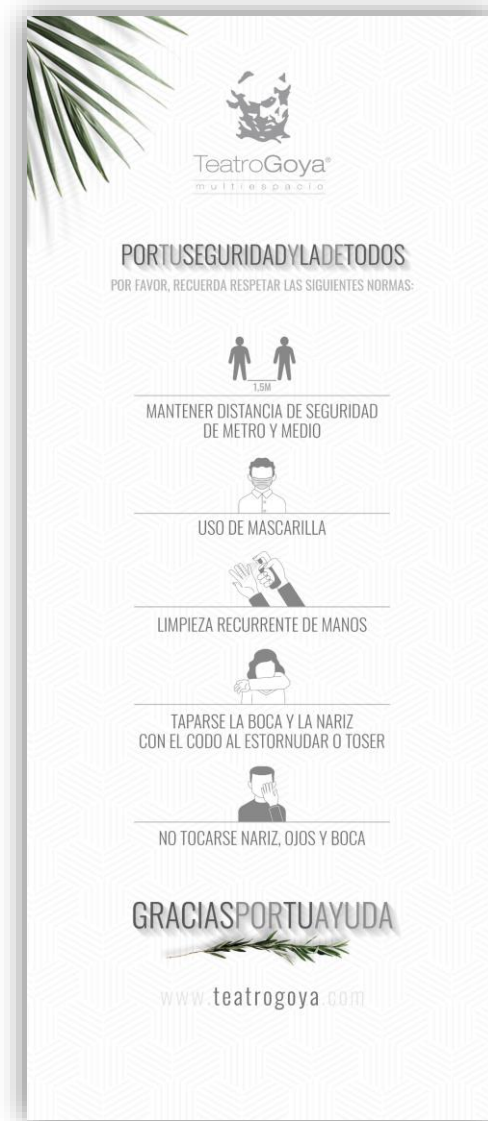 TeatroGoya®
multiespacio
PORTUSEGURIDADYLADETODOS
POR FAVOR, RECUERDA RESPETAR LAS SIGUIENTES NORMAS:
1,5M
MANTENER DISTANCIA DE SEGURIDAD
DE METRO Y MEDIO
USO DE MASCARILLA
LIMPIEZA RECURRENTE DE MANOS
TAPARSE LA BOCA Y LA NARIZ
CON EL CODO AL ESTORNUDAR O TOSER
NO TOCARSE NARIZ, OJOS Y BOCA
GRACIASPORTUAYUDA
www.teatrogoya.com